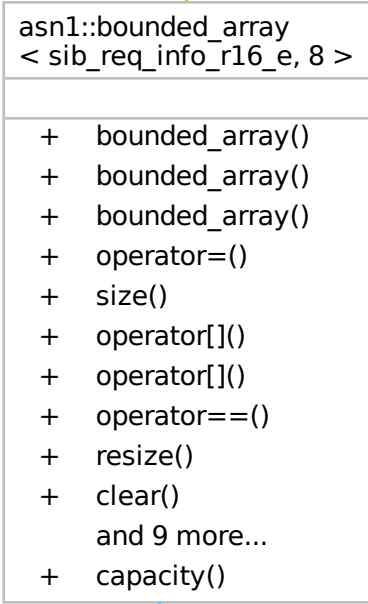 asn1::bounded_array
< sib_req_info_r16_e, 8 >
+ bounded_array()
+ bounded_array()
+ bounded_array()
+ operator=()
+ size()
+ operator[]()
+ operator[]()
+ operator==()
+ resize()
+ clear()
and 9 more...
+ capacity()